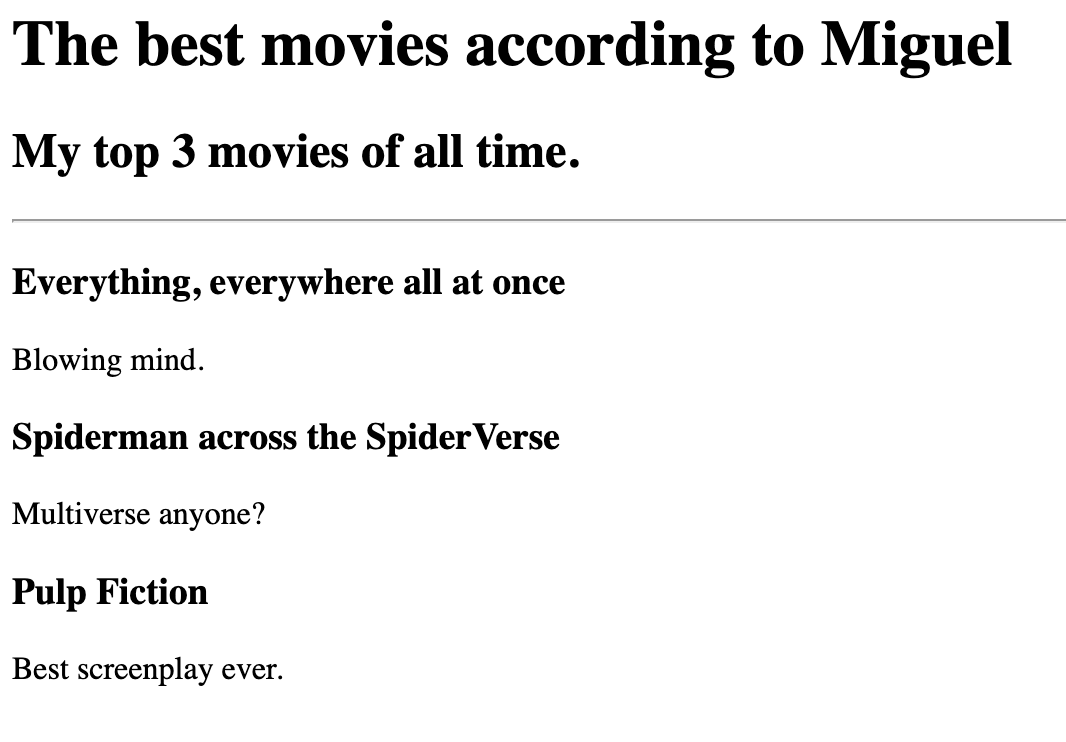 The best movies according to Miguel
My top 3 movies of all time.
Everything, everywhere all at once
Blowing mind.
Spiderman across the SpiderVerse
Multiverse anyone?
Pulp Fiction
Best screenplay ever.